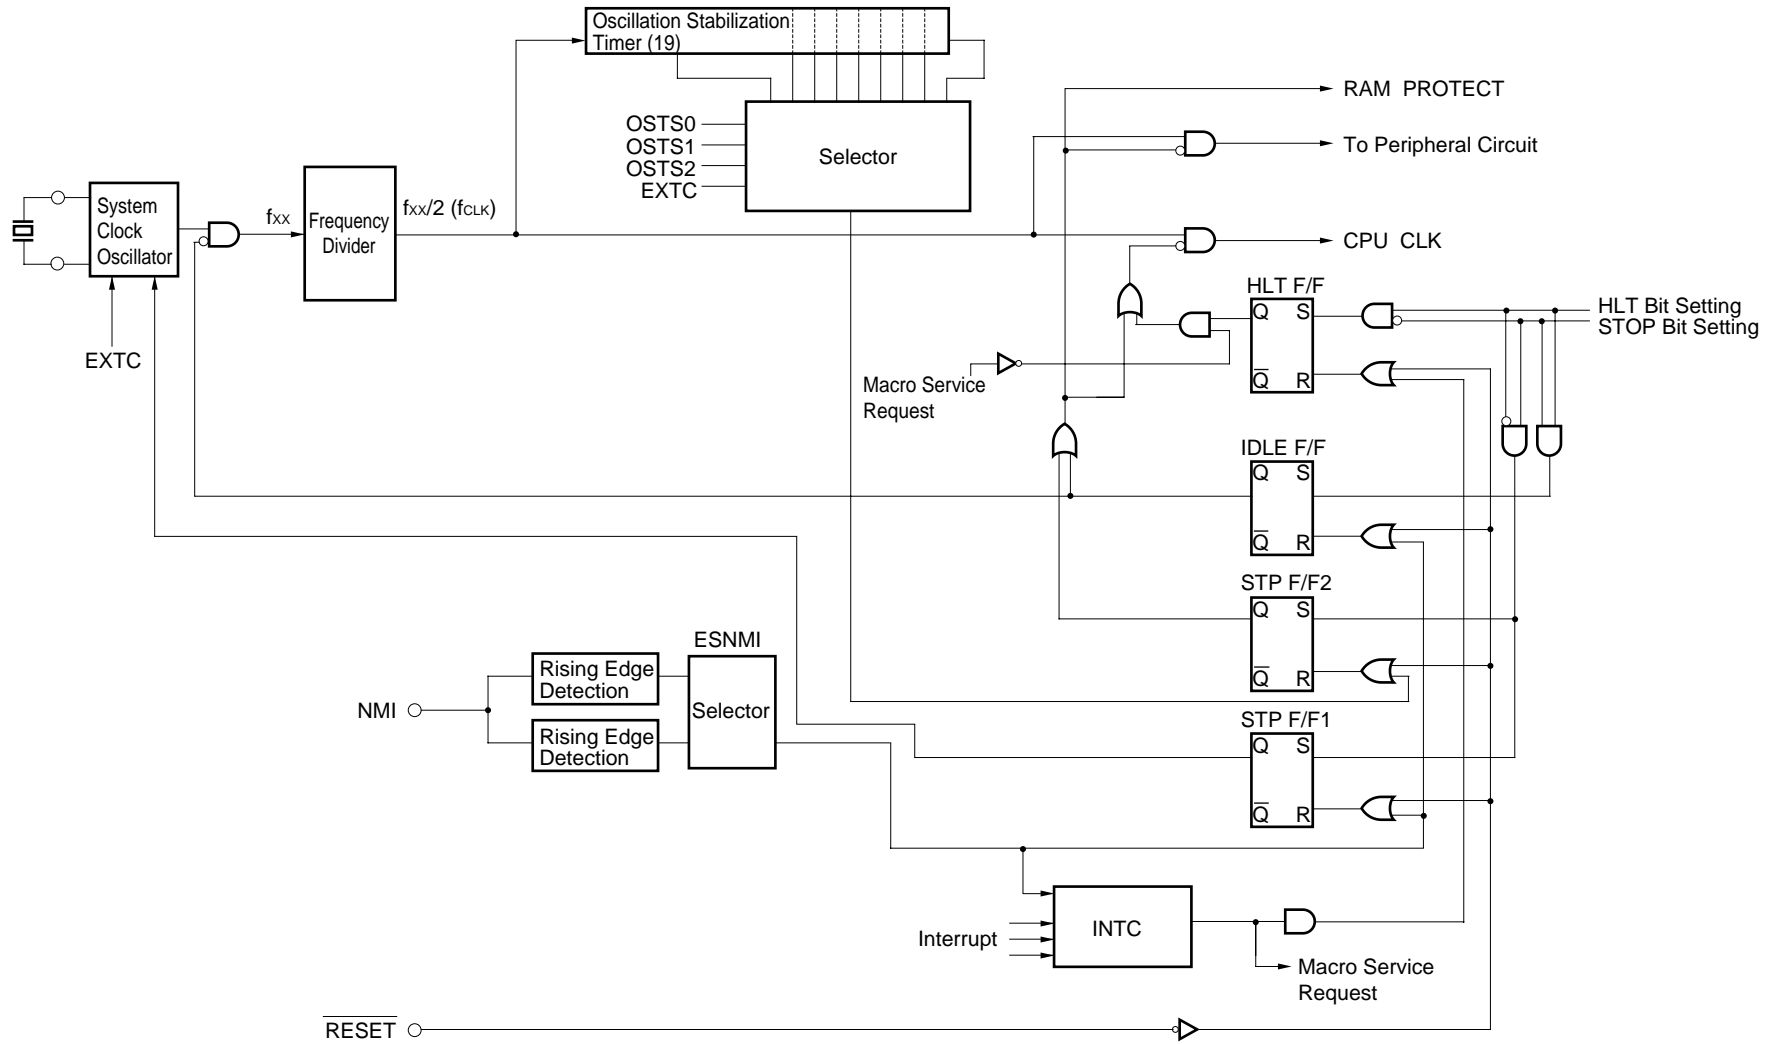 Oscillation Stabilization
Timer (19)
RAM PROTECT
OSTS0
OSTS1
OSTS2
EXTC
Selector
To Peripheral Circuit
System
Clock
Oscillator
fXX
Frequency
Divider
fXX/2 (fCLK)
CPU CLK
EXTC
HLT F/F
Q S
Q̅ R
HLT Bit Setting
STOP Bit Setting
Macro Service
Request
IDLE F/F
Q S
Q̅ R
STP F/F2
Q S
Q̅ R
ESNMI
Rising Edge
Detection
NMI
Selector
Rising Edge
Detection
STP F/F1
Q S
Q̅ R
Interrupt
INTC
Macro Service
Request
R̅E̅S̅E̅T̅